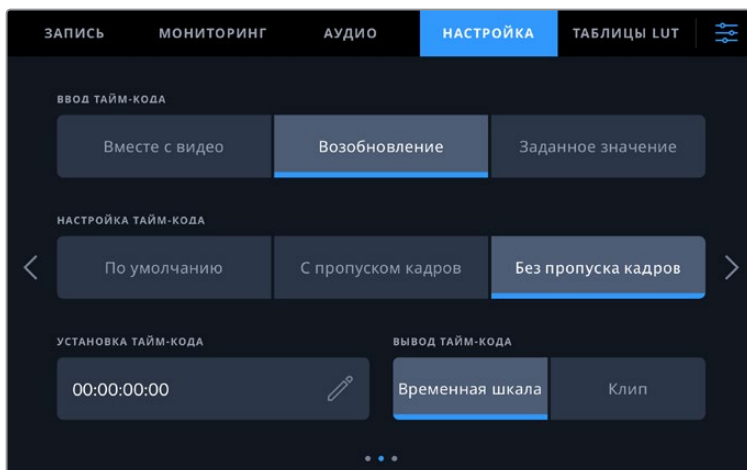 ЗАПИСЬ МОНИТОРИНГ АУДИО НАСТРОЙКА ТАБЛИЦЫ LUT
ВВОД ТАЙМ-КОДА
Вместе с видео Возобновление Заданное значение
НАСТРОЙКА ТАЙМ-КОДА
По умолчанию С пропуском кадров Без пропуска кадров
УСТАНОВКА ТАЙМ-КОДА ВЫВОД ТАЙМ-КОДА
00:00:00:00 Временная шкала Клип